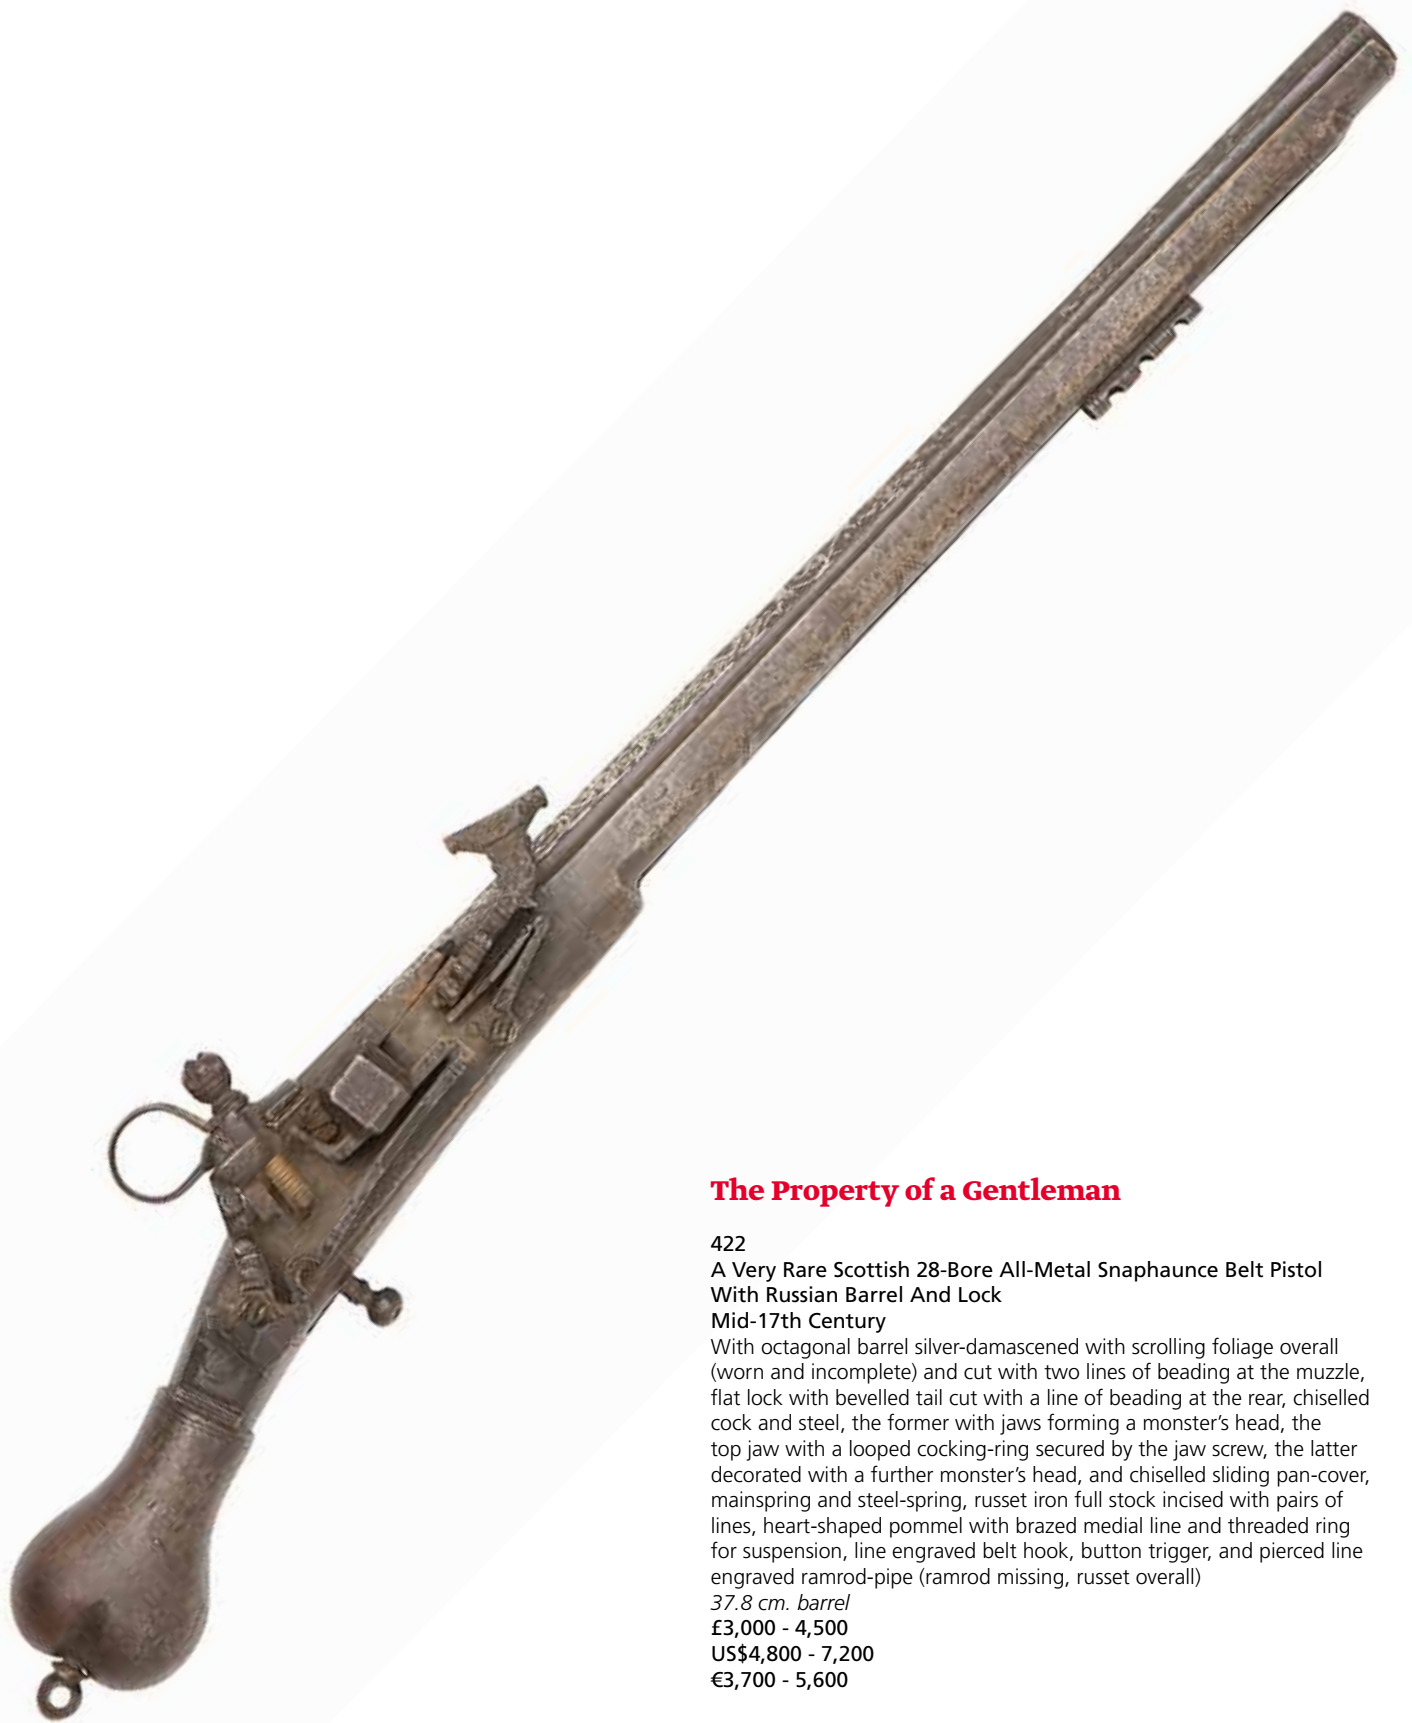 The Property of a Gentleman
422
A Very Rare Scottish 28-Bore All-Metal Snaphaunce Belt Pistol
With Russian Barrel And Lock
Mid-17th Century
With octagonal barrel silver-damascened with scrolling foliage overall
(worn and incomplete) and cut with two lines of beading at the muzzle,
flat lock with bevelled tail cut with a line of beading at the rear, chiselled
cock and steel, the former with jaws forming a monster’s head, the
top jaw with a looped cocking-ring secured by the jaw screw, the latter
decorated with a further monster’s head, and chiselled sliding pan-cover,
mainspring and steel-spring, russet iron full stock incised with pairs of
lines, heart-shaped pommel with brazed medial line and threaded ring
for suspension, line engraved belt hook, button trigger, and pierced line
engraved ramrod-pipe (ramrod missing, russet overall)
37.8 cm. barrel
£3,000 - 4,500
US$4,800 - 7,200
€3,700 - 5,600